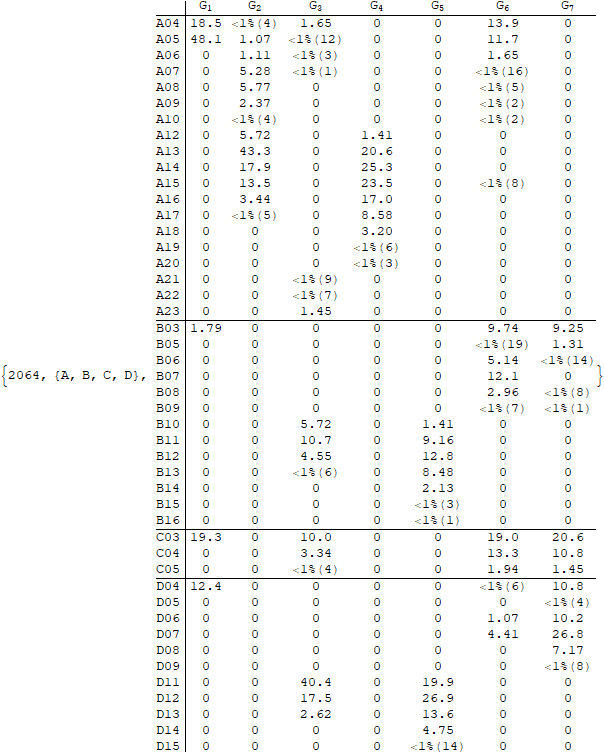 G₁ G₂ G₃ G₄ G₅ G₆ G₇
A04 18.5 <1%(4) 1.65 0 0 13.9 0
A05 48.1 1.07 <1%(12) 0 0 11.7 0
A06 0 1.11 <1%(3) 0 0 1.65 0
A07 0 5.28 <1%(1) 0 0 <1%(16) 0
A08 0 5.77 0 0 0 <1%(5) 0
A09 0 2.37 0 0 0 <1%(2) 0
A10 0 <1%(4) 0 0 0 <1%(2) 0
A12 0 5.72 0 1.41 0 0 0
A13 0 43.3 0 20.6 0 0 0
A14 0 17.9 0 25.3 0 0 0
A15 0 13.5 0 23.5 0 <1%(8) 0
A16 0 3.44 0 17.0 0 0 0
A17 0 <1%(5) 0 8.58 0 0 0
A18 0 0 0 3.20 0 0 0
A19 0 0 0 <1%(6) 0 0 0
A20 0 0 0 <1%(3) 0 0 0
A21 0 0 <1%(9) 0 0 0 0
A22 0 0 <1%(7) 0 0 0 0
A23 0 0 1.45 0 0 0 0
B03 1.79 0 0 0 0 9.74 9.25
B05 0 0 0 0 0 <1%(19) 1.31
B06 0 0 0 0 0 5.14 <1%(14)
{2064, {A, B, C, D}, B07 0 0 0 0 0 12.1 0 }
B08 0 0 0 0 0 2.96 <1%(8)
B09 0 0 0 0 0 <1%(7) <1%(1)
B10 0 0 5.72 0 1.41 0 0
B11 0 0 10.7 0 9.16 0 0
B12 0 0 4.55 0 12.8 0 0
B13 0 0 <1%(6) 0 8.48 0 0
B14 0 0 0 0 2.13 0 0
B15 0 0 0 0 <1%(3) 0 0
B16 0 0 0 0 <1%(1) 0 0
C03 19.3 0 10.0 0 0 19.0 20.6
C04 0 0 3.34 0 0 13.3 10.8
C05 0 0 <1%(4) 0 0 1.94 1.45
D04 12.4 0 0 0 0 <1%(6) 10.8
D05 0 0 0 0 0 0 <1%(4)
D06 0 0 0 0 0 1.07 10.2
D07 0 0 0 0 0 4.41 26.8
D08 0 0 0 0 0 0 7.17
D09 0 0 0 0 0 0 <1%(8)
D11 0 0 40.4 0 19.9 0 0
D12 0 0 17.5 0 26.9 0 0
D13 0 0 2.62 0 13.6 0 0
D14 0 0 0 0 4.75 0 0
D15 0 0 0 0 <1%(14) 0 0